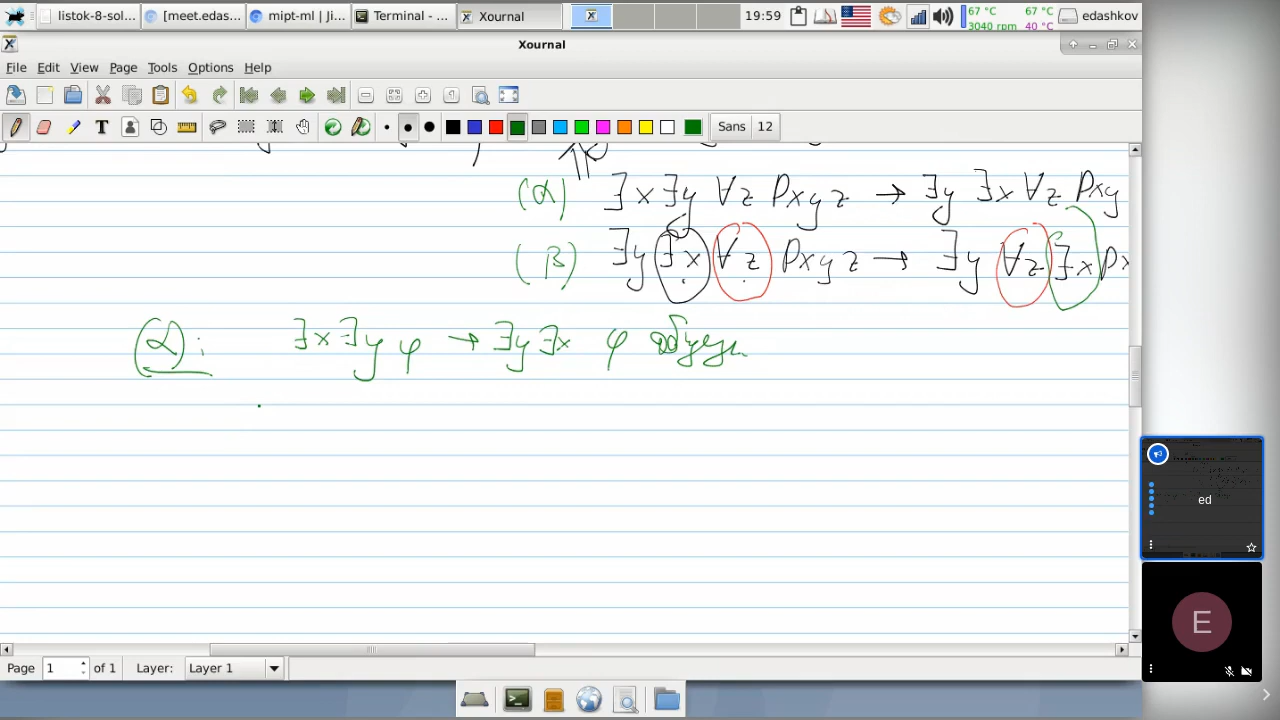 listok-8-sol... [meet.edas... mipt-ml | Ji... Terminal - ... Xournal 19:59 67 °C 3040 rpm 67 °C 40 °C edashkov
Xournal
File Edit View Page Tools Options Help
Sans 12
(α) ∃x∃y ∀z Pxyz → ∃y ∃x ∀z Pxy
(β) ∃y ∃x ∀z Pxyz → ∃y ∀z ∃x Px
α: ∃x∃y φ → ∃y ∃x φ
ed
E
Page 1 of 1 Layer: Layer 1